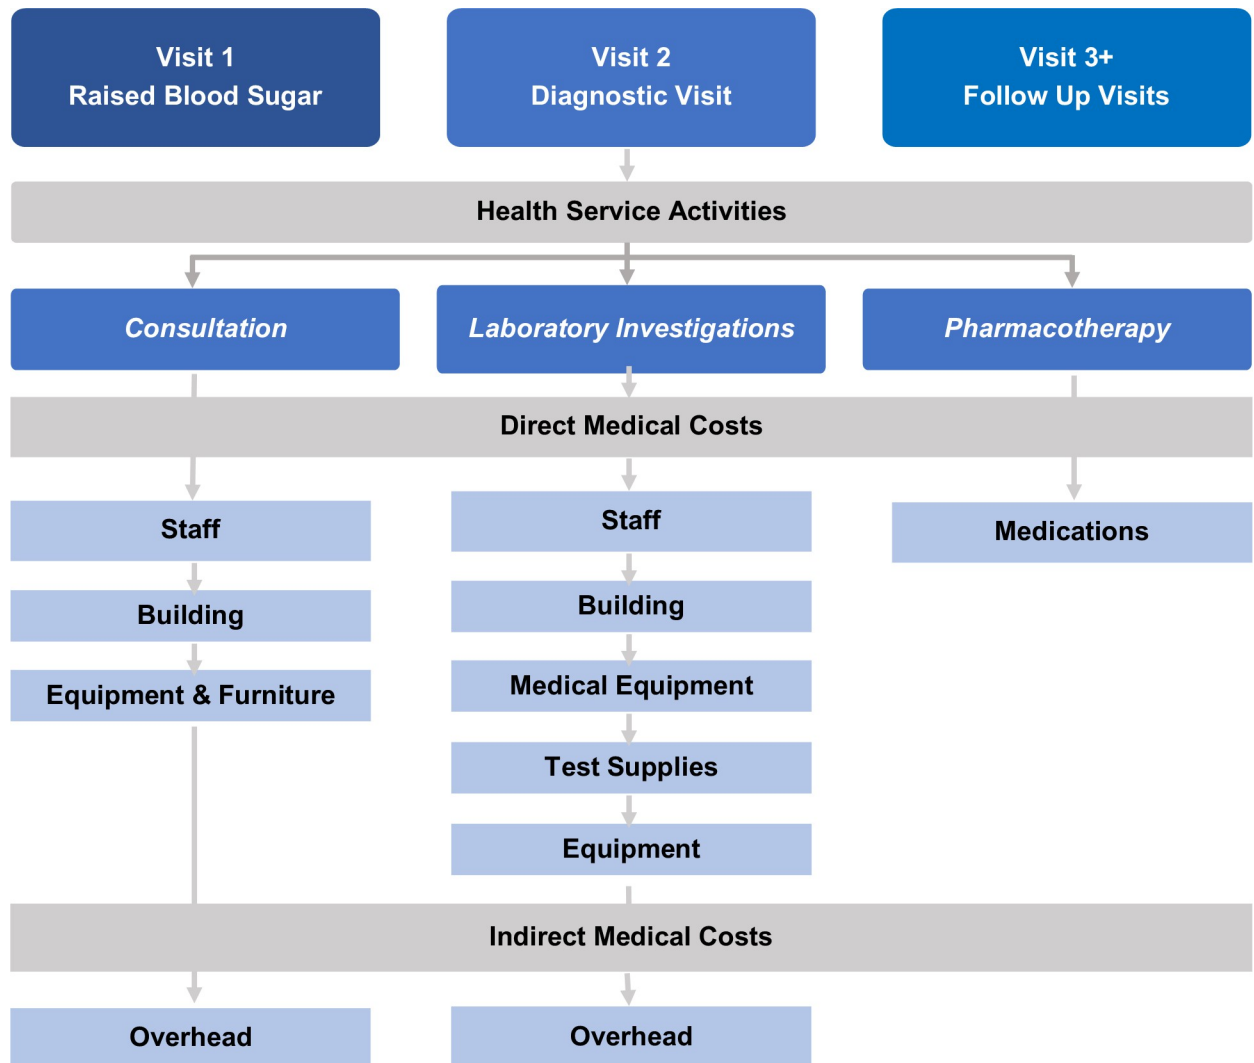 Visit 1
Raised Blood Sugar
Visit 2
Diagnostic Visit
Visit 3+
Follow Up Visits
Health Service Activities
Consultation
Laboratory Investigations
Pharmacotherapy
Direct Medical Costs
Staff
Building
Equipment & Furniture
Staff
Building
Medical Equipment
Test Supplies
Equipment
Medications
Indirect Medical Costs
Overhead
Overhead